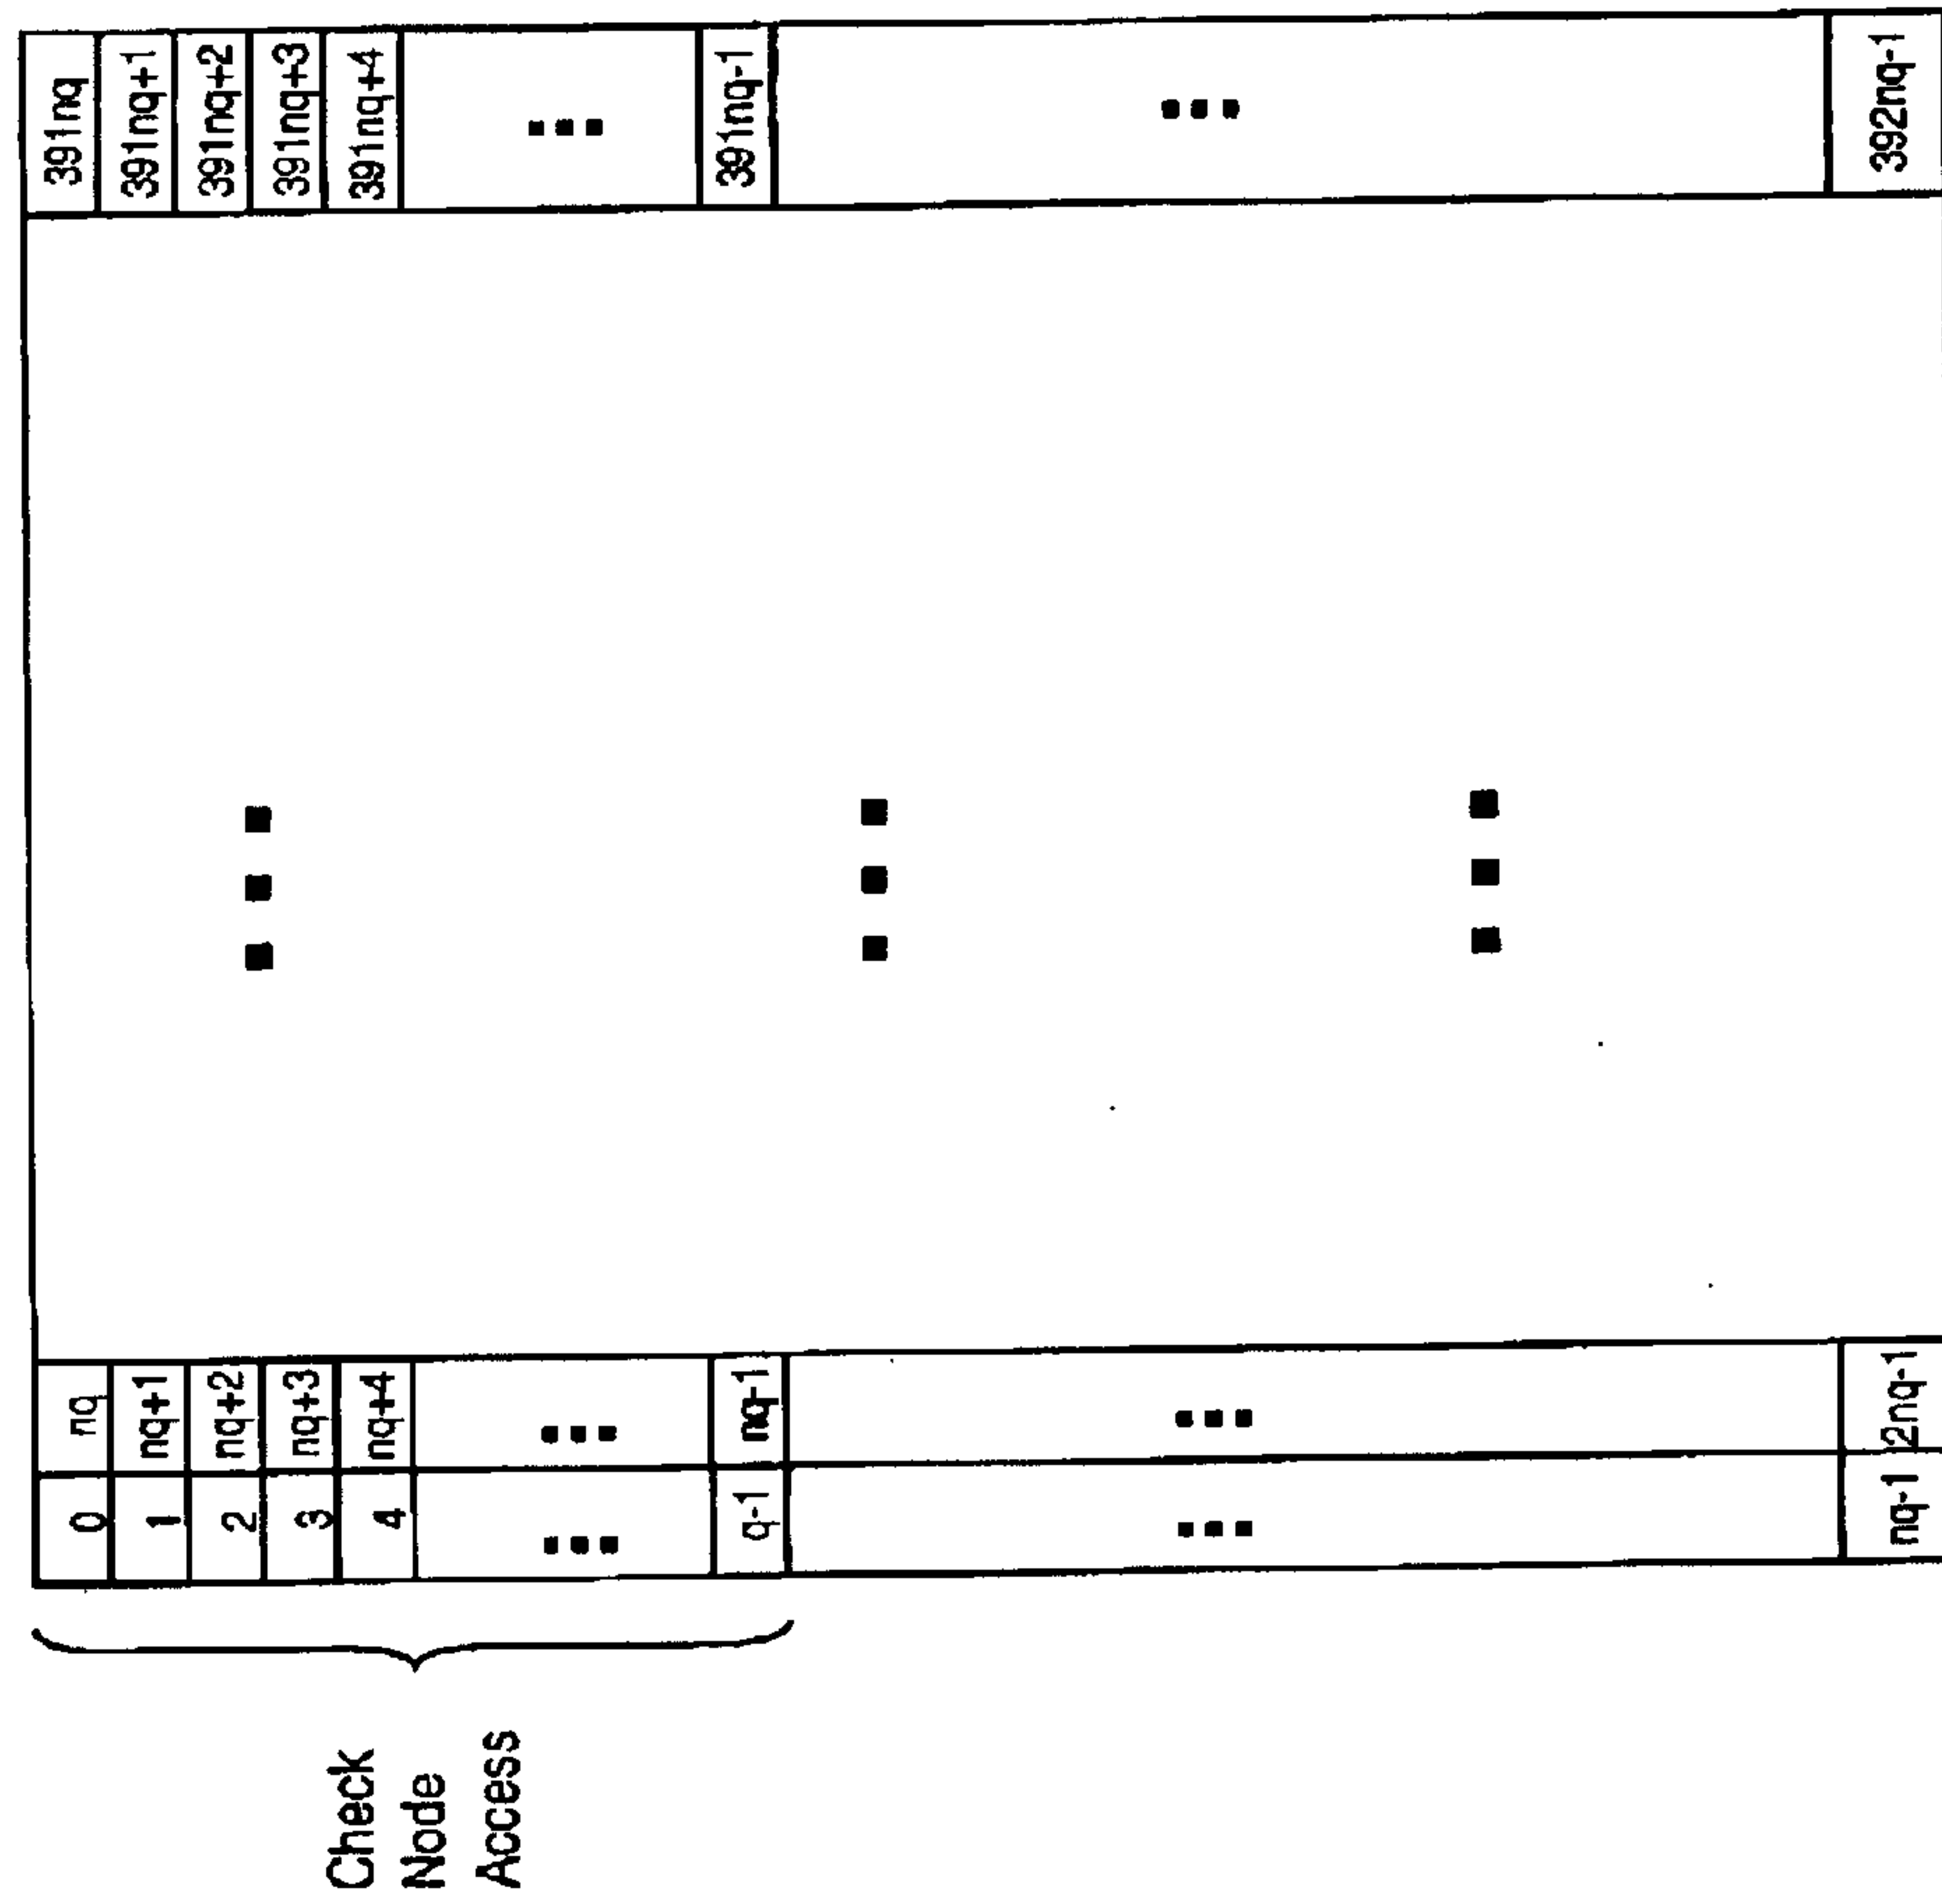 Check
Node
Access
0 nq 391nq
1 nq+1 391nq+1
2 nq+2 391nq+2
3 nq+3 391nq+3
4 nq+4 391nq+4
... ... ...
q-1 nq-1 391nq-1
... ... ...
nq-1 2nq-1 392nq-1